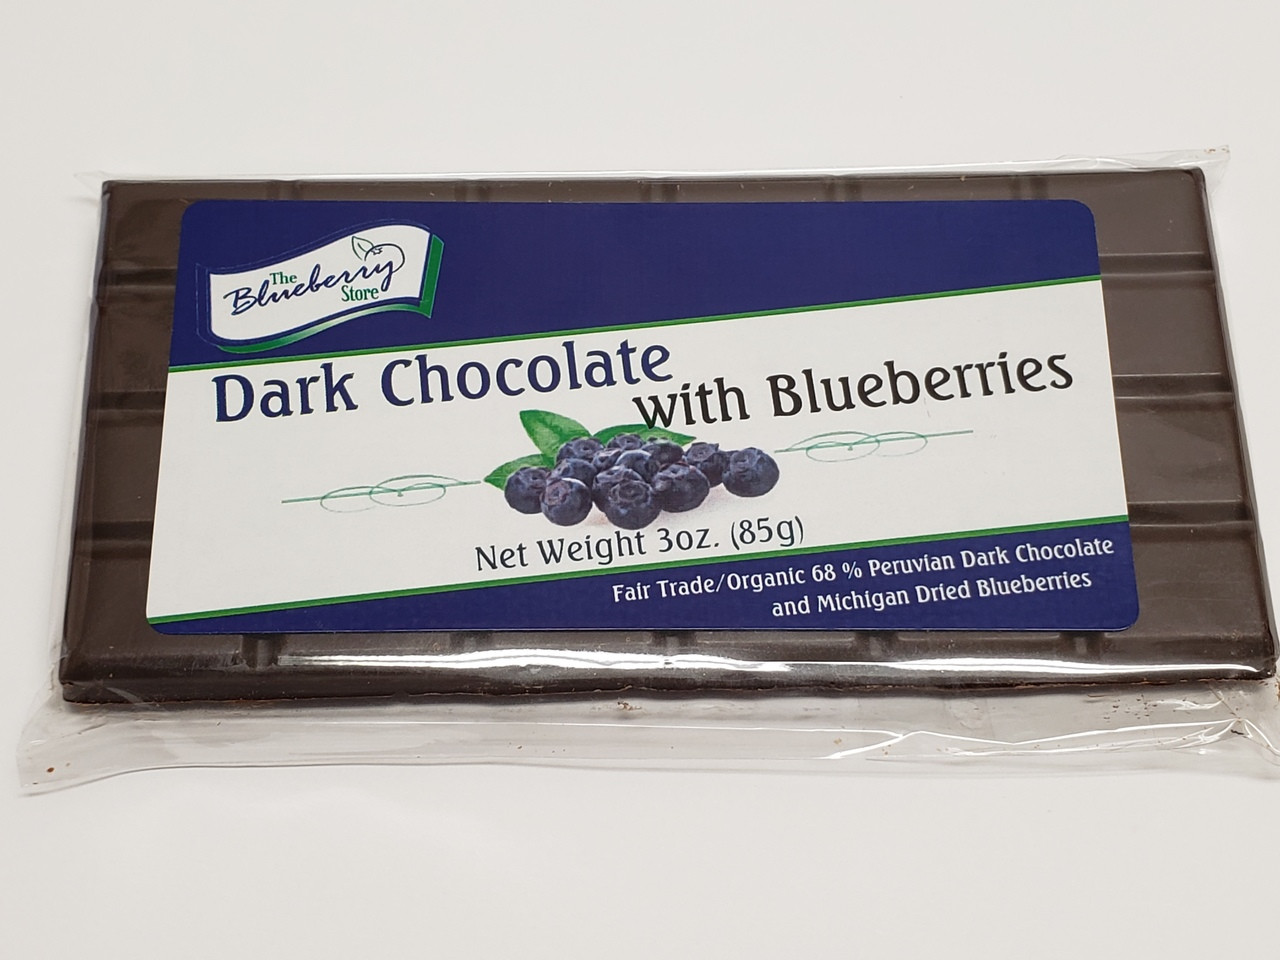 The
Blueberry
Store
Dark Chocolate
with Blueberries
Net Weight 3oz. (85g)
Fair Trade/Organic 68 % Peruvian Dark Chocolate
and Michigan Dried Blueberries